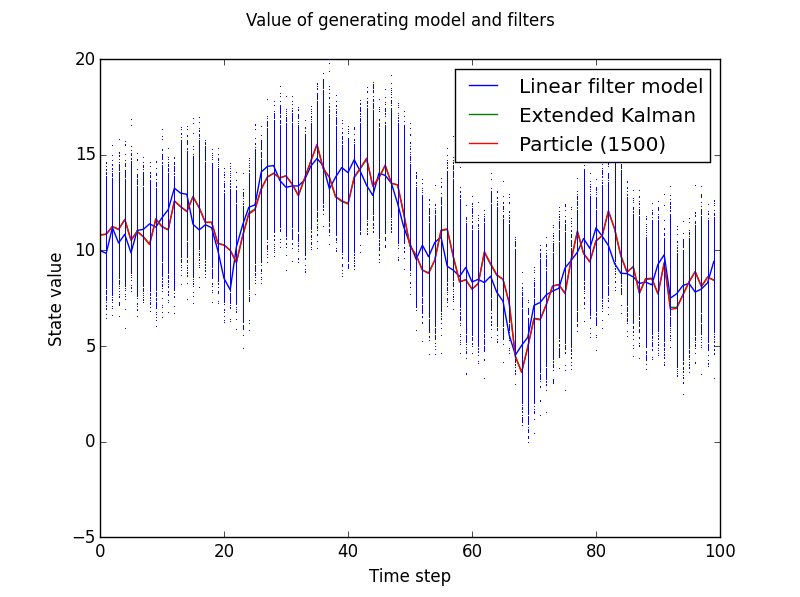 Value of generating model and filters
Linear filter model
Extended Kalman
Particle (1500)
State value
20
15
10
5
0
−5
0 20 40 60 80 100
Time step